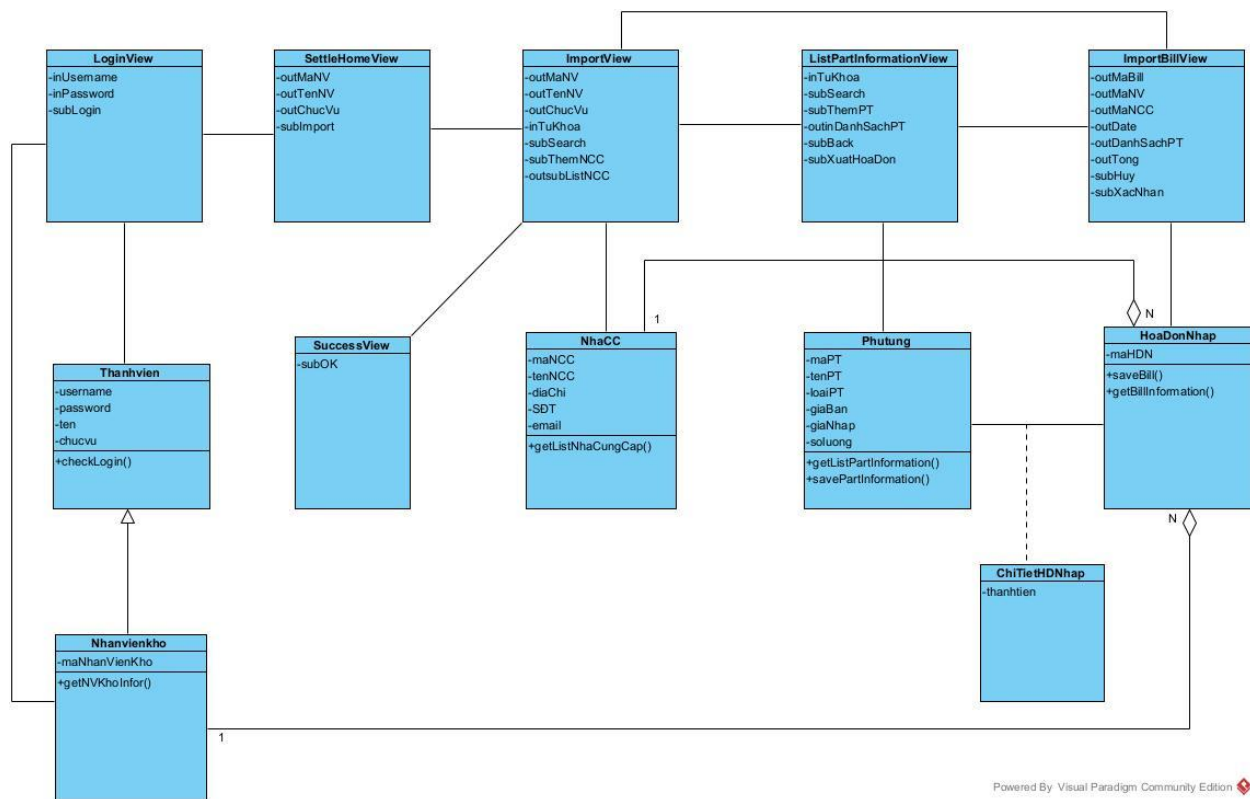 LoginView
-inUsername
-inPassword
-subLogin
SettleHomeView
-outMaNV
-outTenNV
-outChucVu
-subImport
ImportView
-outMaNV
-outTenNV
-outChucVu
-inTuKhoa
-subSearch
-subThemNCC
-outsubListNCC
ListPartInformationView
-inTuKhoa
-subSearch
-subThemPT
-outinDanhSachPT
-subBack
-subXuatHoaDon
ImportBillView
-outMaBill
-outMaNV
-outMaNCC
-outDate
-outDanhSachPT
-outTong
-subHuy
-subXacNhan
Thanhvien
-username
-password
-ten
-chucvu
+checkLogin()
SuccessView
-subOK
1
NhaCC
-maNCC
-tenNCC
-diaChi
-SĐT
-email
+getListNhaCungCap()
Phutung
-maPT
-tenPT
-loaiPT
-giaBan
-giaNhap
-soluong
+getListPartInformation()
+savePartInformation()
N
HoaDonNhap
-maHDN
+saveBill()
+getBillInformation()
N
ChiTietHDNhap
-thanhtien
Nhanvienkho
-maNhanVienKho
+getNVKhoInfor()
1
Powered By Visual Paradigm Community Edition